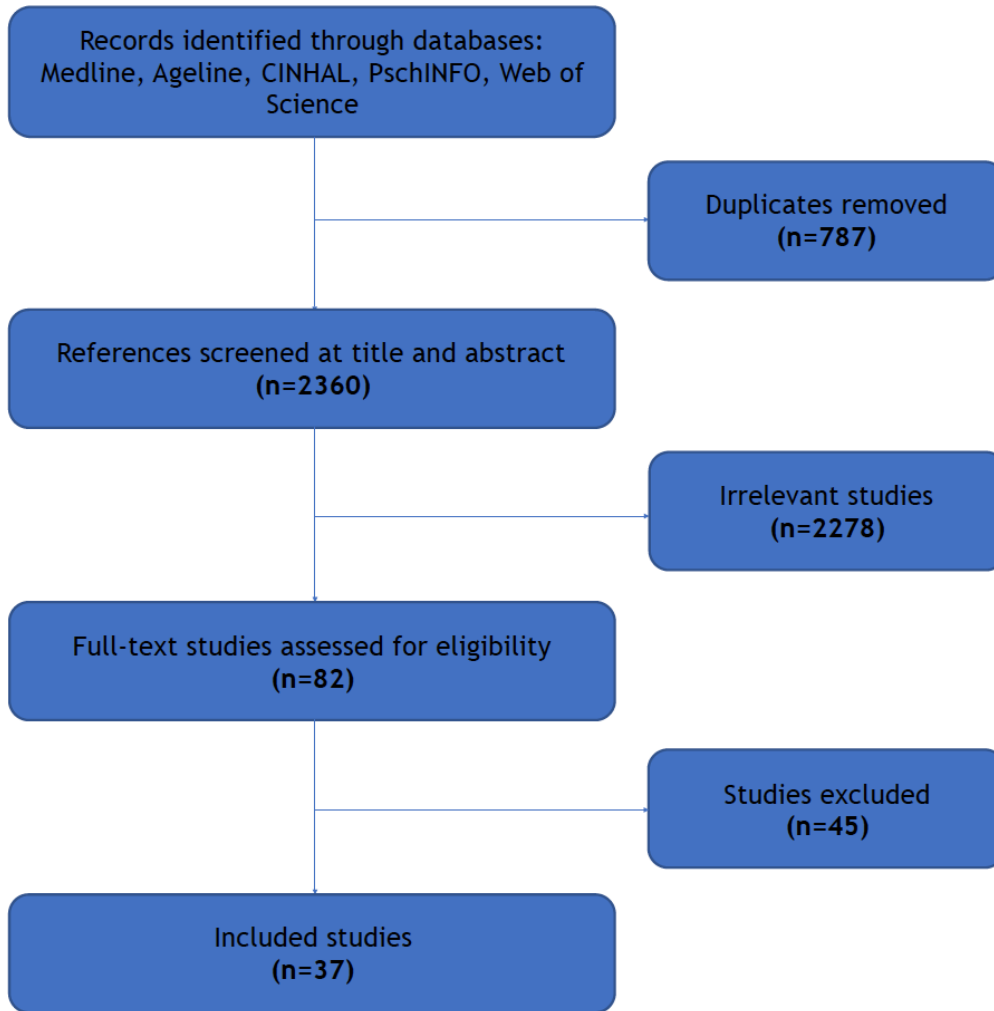 Records identified through databases:
Medline, Ageline, CINHAL, PschINFO, Web of
Science
Duplicates removed
(n=787)
References screened at title and abstract
(n=2360)
Irrelevant studies
(n=2278)
Full-text studies assessed for eligibility
(n=82)
Studies excluded
(n=45)
Included studies
(n=37)